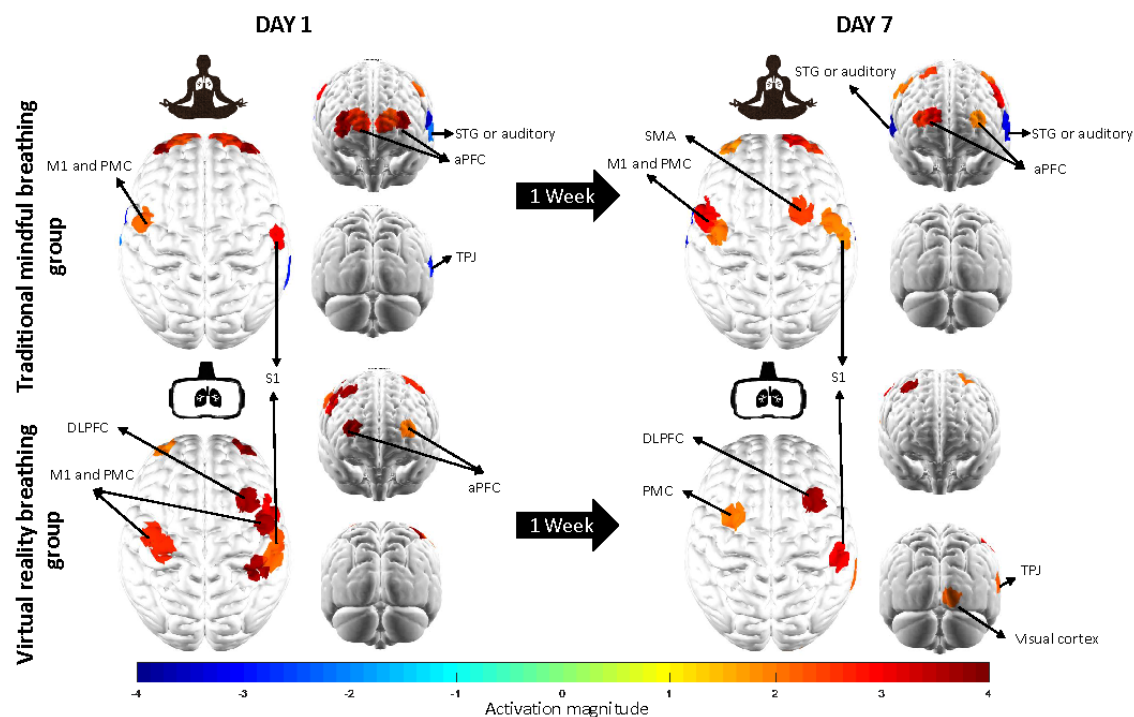 DAY 1
DAY 7
Traditional mindful breathing
group
M1 and PMC
STG or auditory
aPFC
TPJ
1 Week
STG or auditory
SMA
M1 and PMC
STG or auditory
aPFC
S1
S1
Virtual reality breathing
group
DLPFC
M1 and PMC
aPFC
1 Week
DLPFC
PMC
TPJ
Visual cortex
-4 -3 -2 -1 0 1 2 3 4
Activation magnitude